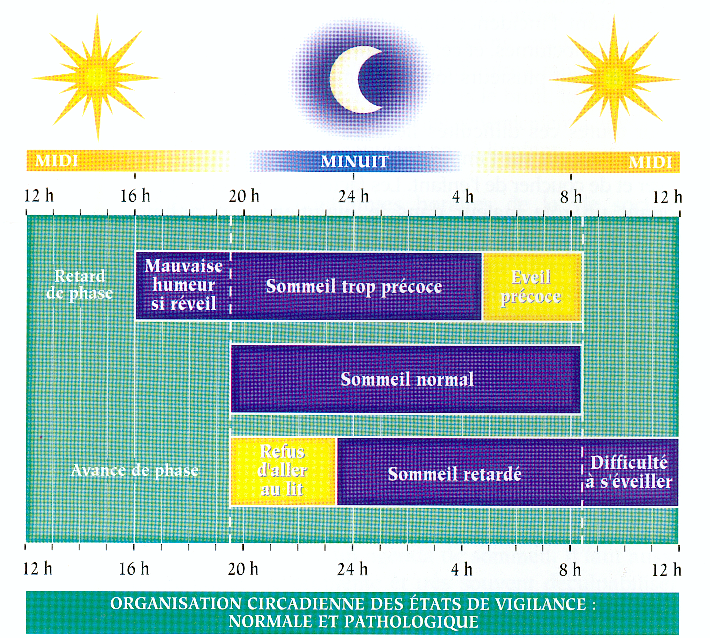 MIDI MINUIT MIDI
12 h 16 h 20 h 24 h 4 h 8 h 12 h
Retard
de phase
Mauvaise
humeur
si réveil
Sommeil trop précoce
Eveil
précoce
Sommeil normal
Avance de phase
Refus
d'aller
au lit
Sommeil retardé
Difficulté
à s'éveiller
12 h 16 h 20 h 24 h 4 h 8 h 12 h
ORGANISATION CIRCADIENNE DES ÉTATS DE VIGILANCE :
NORMALE ET PATHOLOGIQUE